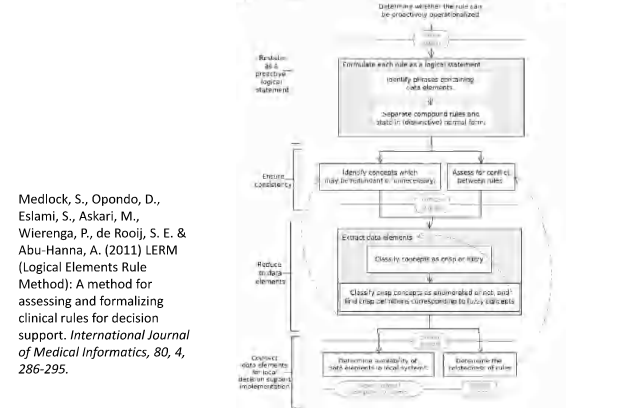 Determine whether the rule can
be proactively operationalized
Restate
as a
proactive
logical
statement
Formulate each rule as a logical statement
Identify phrases containing
data elements
Separate compound rules and
state in (disjunctive) normal form
Ensure
consistency
Identify concepts which
may be redundant or unnecessary
Assess for conflict
between rules
Medlock, S., Opondo, D.,
Eslami, S., Askari, M.,
Wierenga, P., de Rooij, S. E. &
Abu-Hanna, A. (2011) LERM
(Logical Elements Rule
Method): A method for
assessing and formalizing
clinical rules for decision
support. International Journal
of Medical Informatics, 80, 4,
286-295.
Reduce
to data
elements
Extract data elements
Classify concepts as crisp or fuzzy
Classify crisp concepts as enumerated or not, and
find crisp definitions corresponding to fuzzy concepts
Connect
data elements
for local
decision support
implementation
Determine availability of
data elements in local systems
Determine the
relatedness of rules